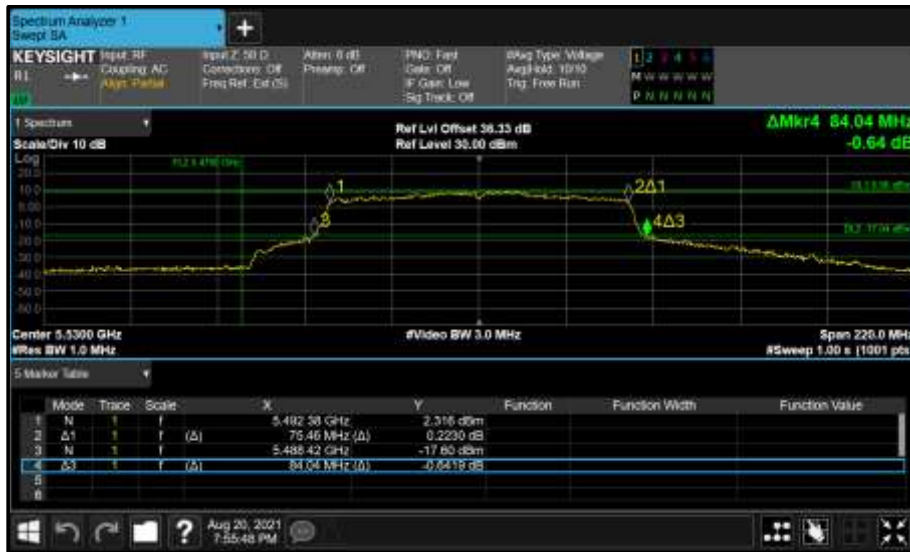 Spectrum Analyzer 1
Swept SA
+
KEYSIGHT Input: RF Input Z: 50 Ω Atten: 6 dB PNO: Fast #Avg Type: Voltage 1 2 3 4 5 6
R L Coupling: AC Corrections: Off Preamp: Off Gate: Off Avg|Hold: 10/10 M W W W W W
Align: Partial Freq Ref: Ext (S) IF Gain: Low Trig: Free Run
Sig Track: Off P N N N N N
1 Spectrum
Ref Lvl Offset 36.33 dB ΔMkr4 84.04 MHz
Scale/Div 10 dB Ref Level 30.00 dBm -0.64 dB
Log
20.0
10.0
0.00
-10.0
-20.0
-30.0
-40.0
-50.0
-60.0
1
2Δ1
3
4Δ3
Center 5.5300 GHz #Video BW 3.0 MHz Span 220.0 MHz
#Res BW 1.0 MHz #Sweep 1.00 s (1001 pts
5 Marker Table
Mode Trace Scale X Y Function Function Width Function Value
1 N 1 f 5.492 38 GHz 2.316 dBm
2 Δ1 1 f (Δ) 75.46 MHz (Δ) 0.2230 dB
3 N 1 f 5.488 42 GHz -17.60 dBm
4 Δ3 1 f (Δ) 84.04 MHz (Δ) -0.6419 dB
5
6
? Aug 20, 2021
7:55:48 PM